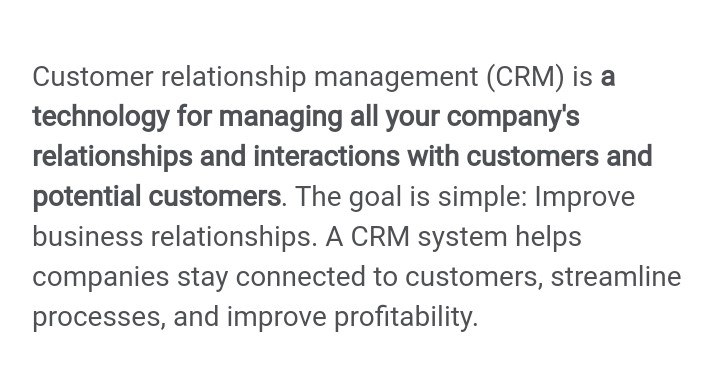 Customer relationship management (CRM) is a
technology for managing all your company's
relationships and interactions with customers and
potential customers. The goal is simple: Improve
business relationships. A CRM system helps
companies stay connected to customers, streamline
processes, and improve profitability.